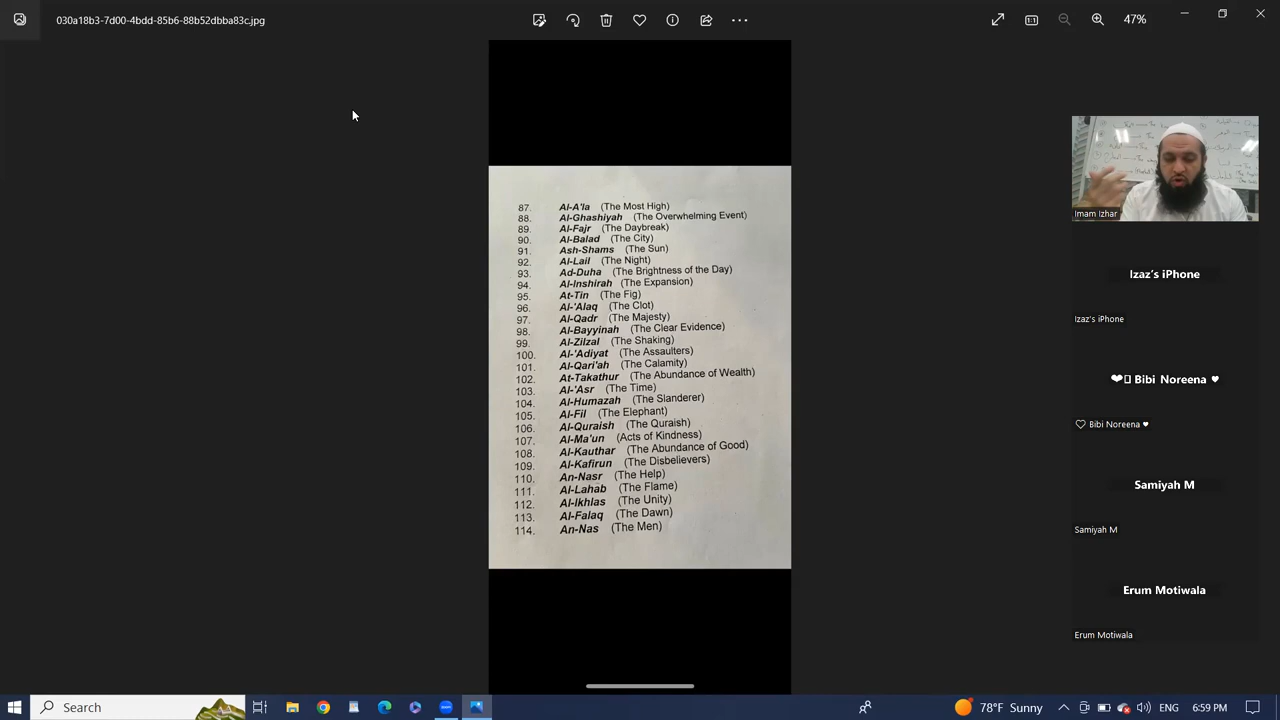 030a18b3-7d00-4bdd-85b6-88b52dbba83c.jpg
47%
87. Al-A'la (The Most High)
88. Al-Ghashiyah (The Overwhelming Event)
89. Al-Fajr (The Daybreak)
90. Al-Balad (The City)
91. Ash-Shams (The Sun)
92. Al-Lail (The Night)
93. Ad-Duha (The Brightness of the Day)
94. Al-Inshirah (The Expansion)
95. At-Tin (The Fig)
96. Al-'Alaq (The Clot)
97. Al-Qadr (The Majesty)
98. Al-Bayyinah (The Clear Evidence)
99. Al-Zilzal (The Shaking)
100. Al-'Adiyat (The Assaulters)
101. Al-Qari'ah (The Calamity)
102. At-Takathur (The Abundance of Wealth)
103. Al-'Asr (The Time)
104. Al-Humazah (The Slanderer)
105. Al-Fil (The Elephant)
106. Al-Quraish (The Quraish)
107. Al-Ma'un (Acts of Kindness)
108. Al-Kauthar (The Abundance of Good)
109. Al-Kafirun (The Disbelievers)
110. An-Nasr (The Help)
111. Al-Lahab (The Flame)
112. Al-Ikhlas (The Unity)
113. Al-Falaq (The Dawn)
114. An-Nas (The Men)
Imam Izhar
Izaz's iPhone
Izaz's iPhone
❤ Bibi Noreena ♥
♡ Bibi Noreena ♥
Samiyah M
Samiyah M
Erum Motiwala
Erum Motiwala
Search
78°F Sunny
ENG
6:59 PM